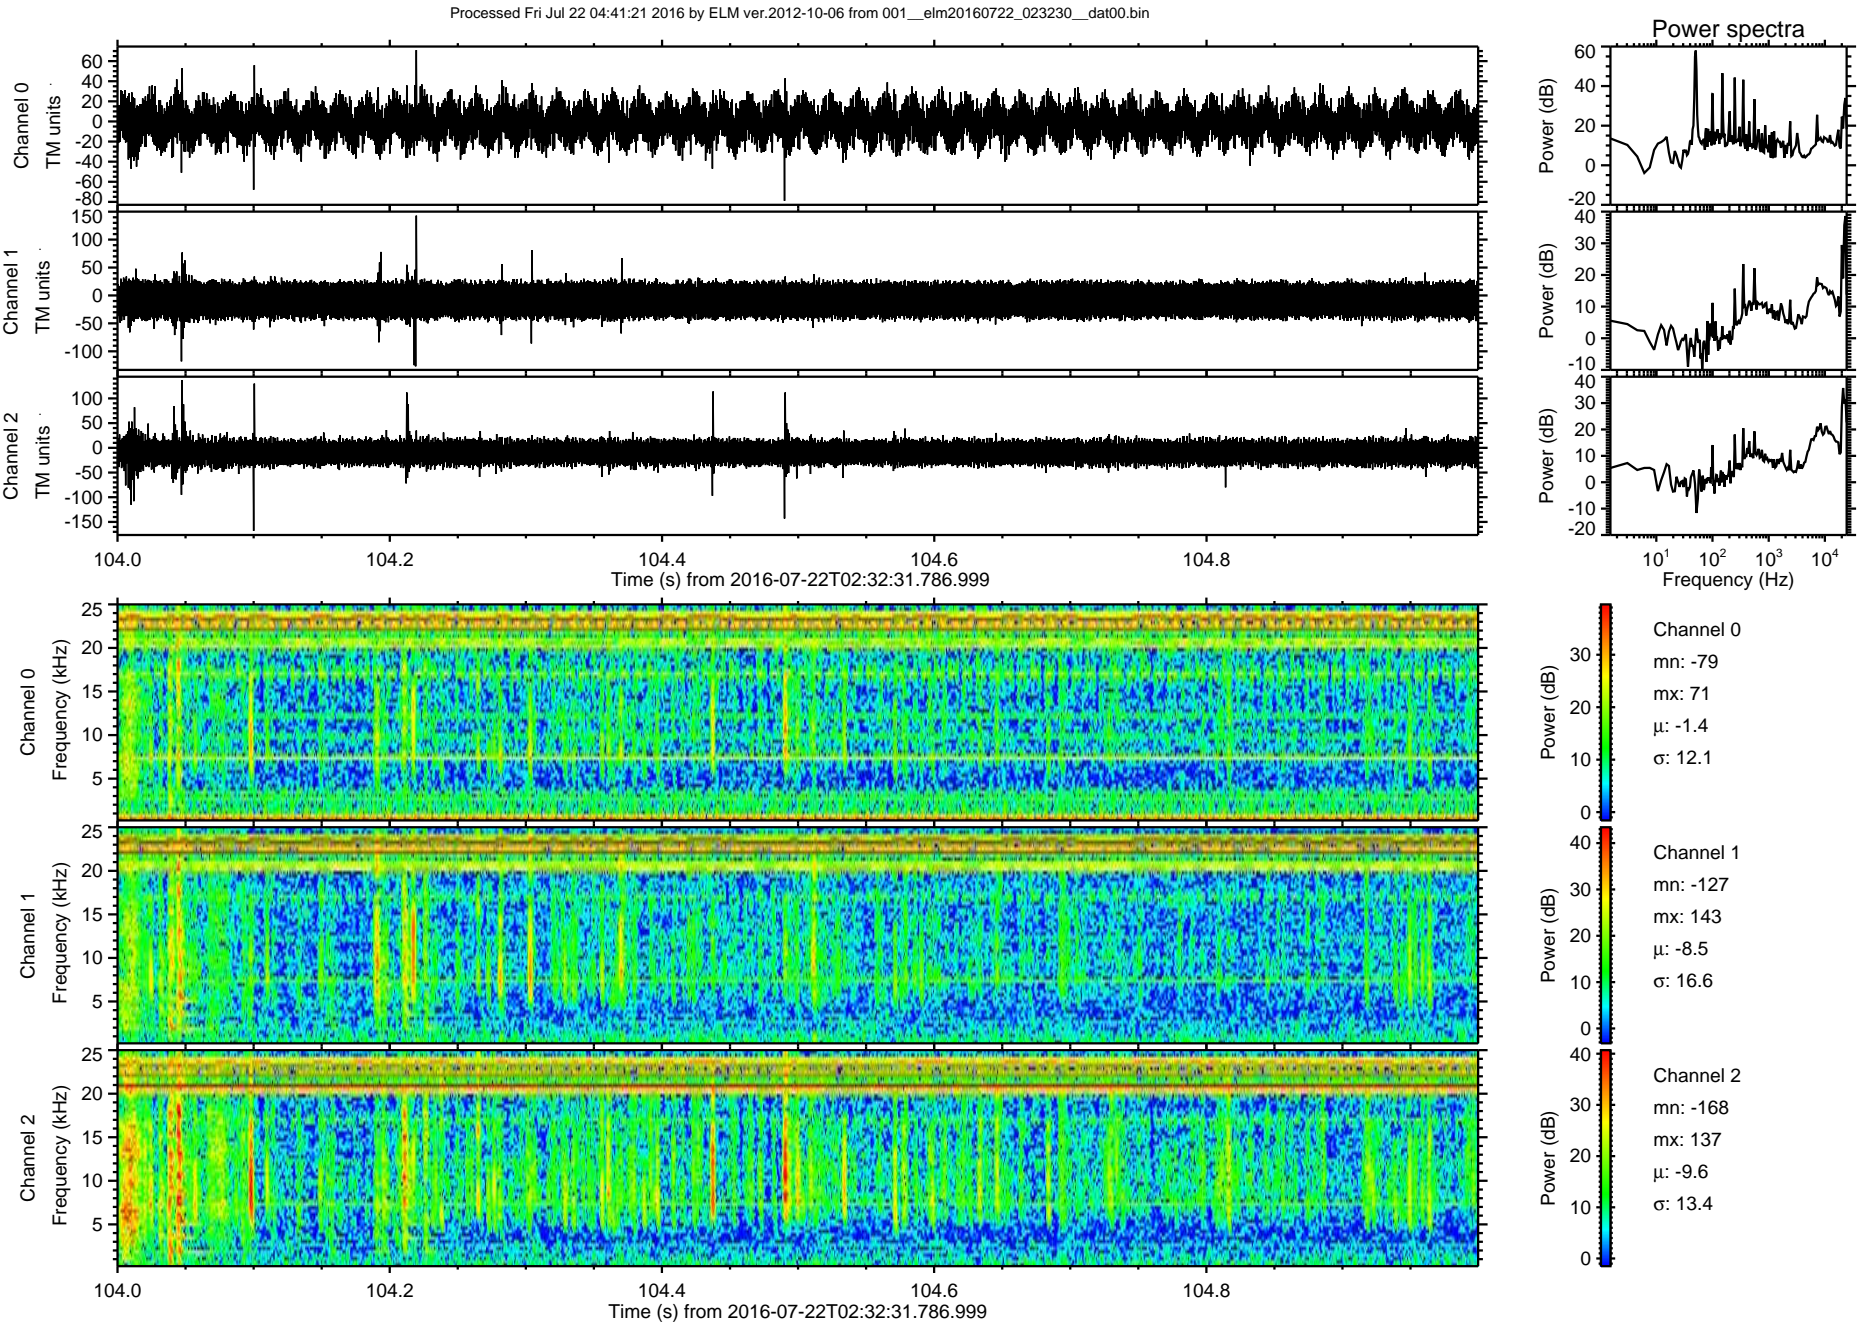 Processed Fri Jul 22 04:41:21 2016 by ELM ver.2012-10-06 from 001__elm20160722_023230__dat00.bin
Power spectra
Channel 0
TM units
60
40
20
0
-20
-40
-60
-80
Power (dB)
60
40
20
0
-20
Channel 1
TM units
150
100
50
0
-50
-100
Power (dB)
40
30
20
10
0
-10
Channel 2
TM units
100
50
0
-50
-100
-150
Power (dB)
40
30
20
10
0
-10
-20
104.0 104.2 104.4 104.6 104.8
Time (s) from 2016-07-22T02:32:31.786.999
10^1 10^2 10^3 10^4
Frequency (Hz)
Channel 0
Frequency (kHz)
25
20
15
10
5
Power (dB)
30
20
10
0
Channel 0
mn: -79
mx: 71
μ: -1.4
σ: 12.1
Channel 1
Frequency (kHz)
25
20
15
10
5
Power (dB)
40
30
20
10
0
Channel 1
mn: -127
mx: 143
μ: -8.5
σ: 16.6
Channel 2
Frequency (kHz)
25
20
15
10
5
Power (dB)
40
30
20
10
0
Channel 2
mn: -168
mx: 137
μ: -9.6
σ: 13.4
104.0 104.2 104.4 104.6 104.8
Time (s) from 2016-07-22T02:32:31.786.999